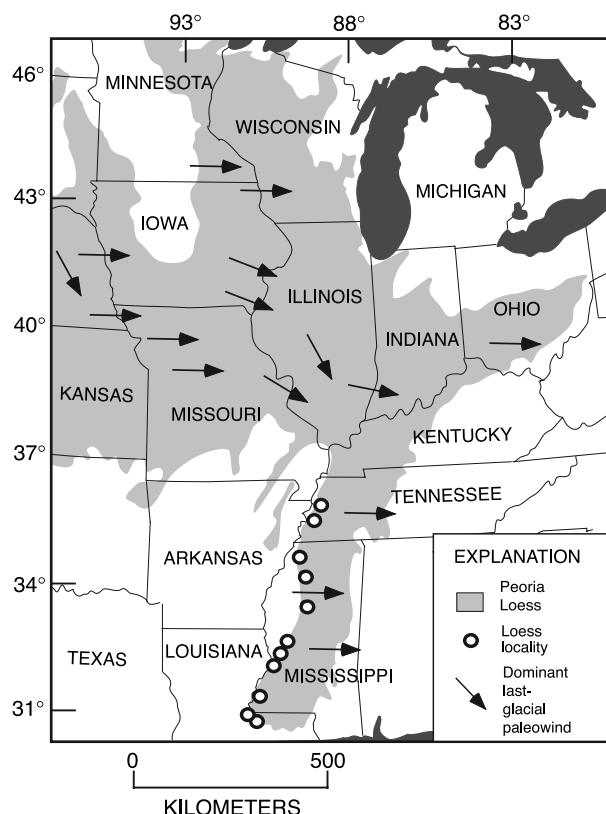 93° 88° 83°
46°
MINNESOTA
WISCONSIN
43°
MICHIGAN
IOWA
40°
ILLINOIS
OHIO
INDIANA
KANSAS
MISSOURI
37°
KENTUCKY
TENNESSEE
ARKANSAS
34°
TEXAS
LOUISIANA
MISSISSIPPI
31°
EXPLANATION
Peoria
Loess
Loess
locality
Dominant
last-
glacial
paleowind
0 500
KILOMETERS